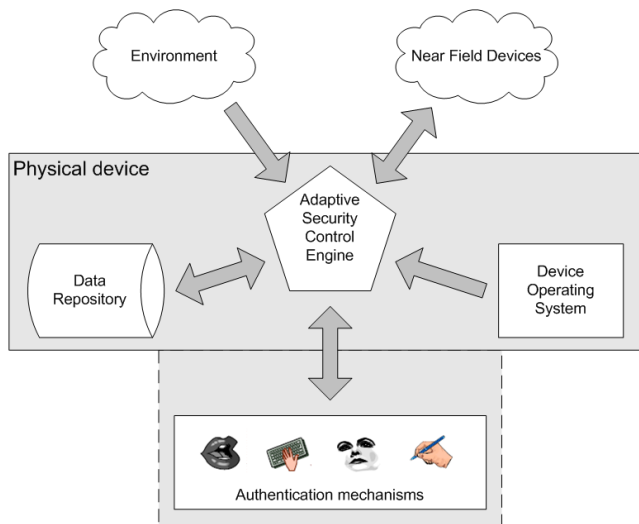 Environment
Near Field Devices
Physical device
Adaptive
Security
Control
Engine
Data
Repository
Device
Operating
System
Authentication mechanisms